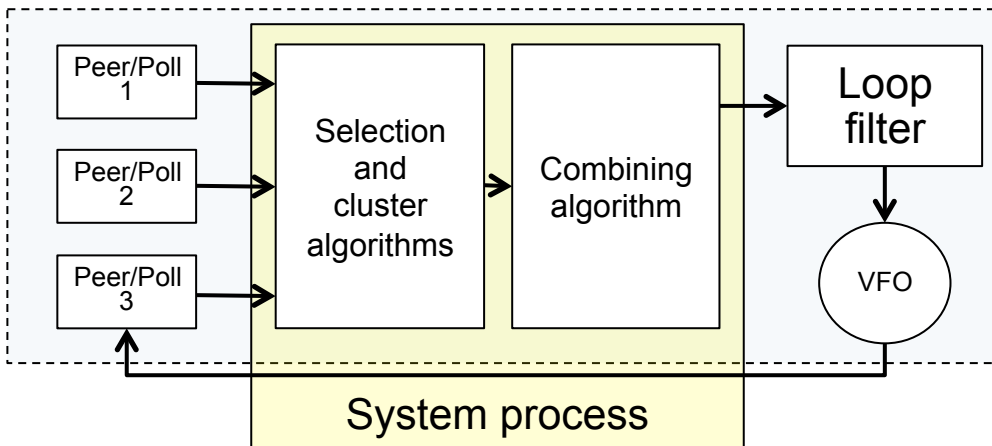 Peer/Poll
1
Peer/Poll
2
Peer/Poll
3
Selection
and
cluster
algorithms
Combining
algorithm
Loop
filter
VFO
System process